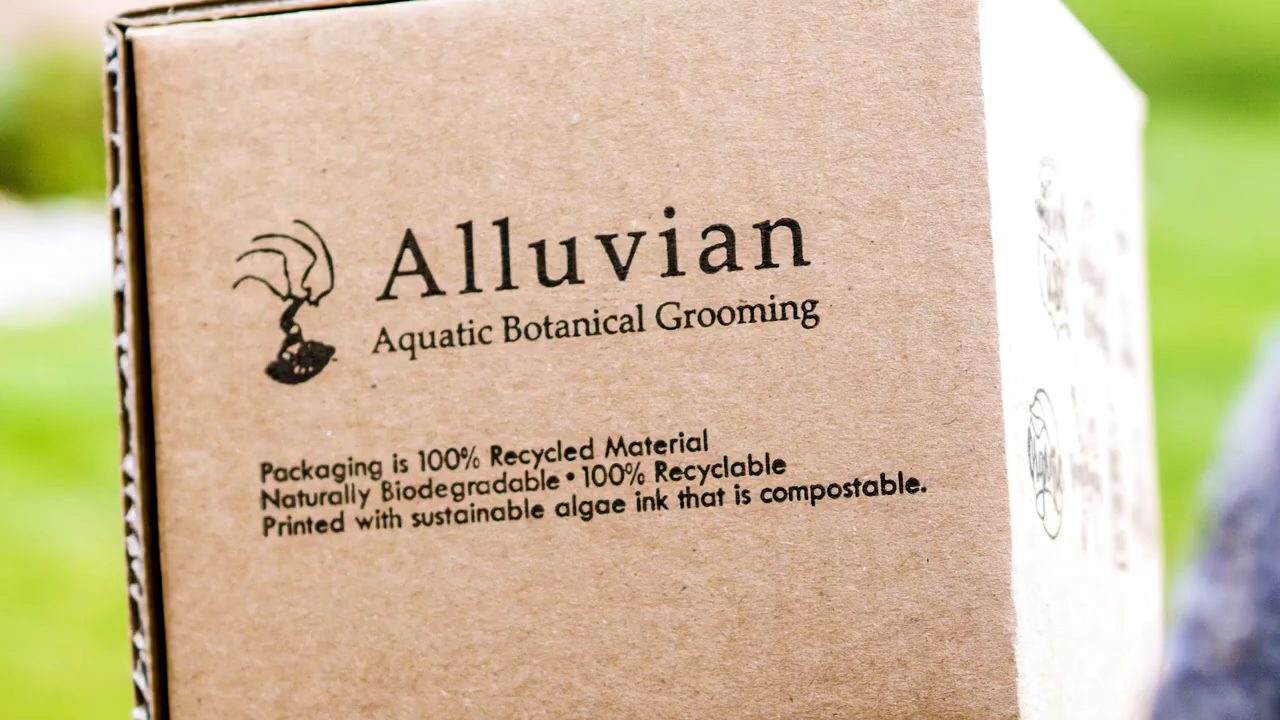 Alluvian
Aquatic Botanical Grooming
Packaging is 100% Recycled Material
Naturally Biodegradable • 100% Recyclable
Printed with sustainable algae ink that is compostable.